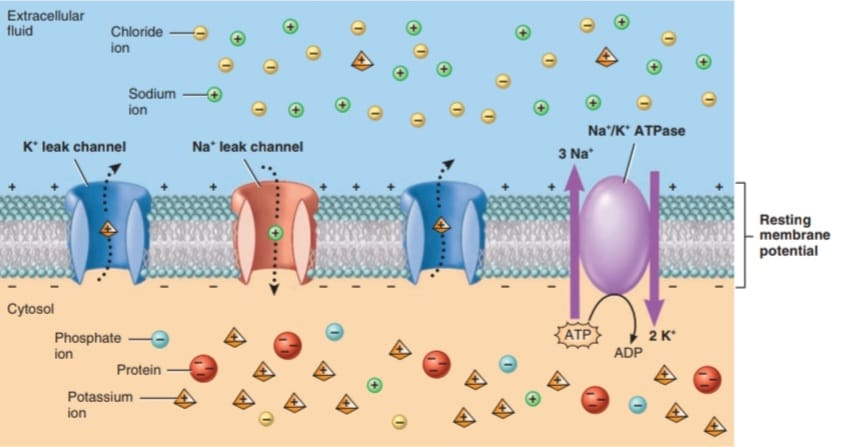 Extracellular
fluid
Chloride
ion
Sodium
ion
Na⁺/K⁺ ATPase
K⁺ leak channel
Na⁺ leak channel
3 Na⁺
Resting
membrane
potential
Cytosol
Phosphate
ion
ATP
2 K⁺
ADP
Protein
Potassium
ion